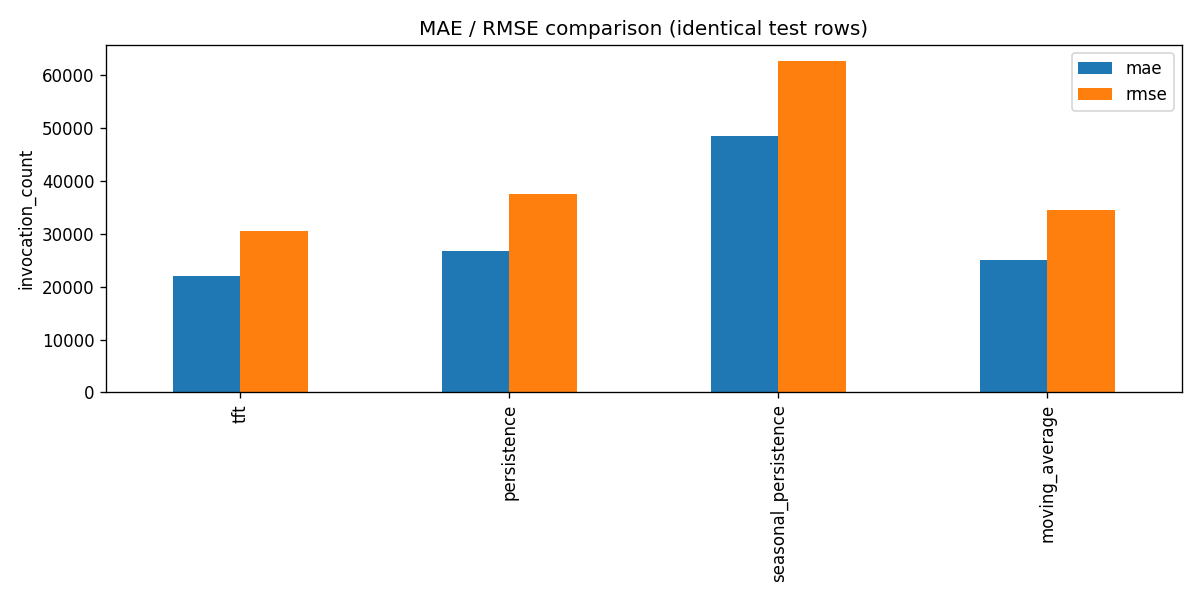 MAE / RMSE comparison (identical test rows)
mae
rmse
invocation_count
60000
50000
40000
30000
20000
10000
0
tft
persistence
seasonal_persistence
moving_average